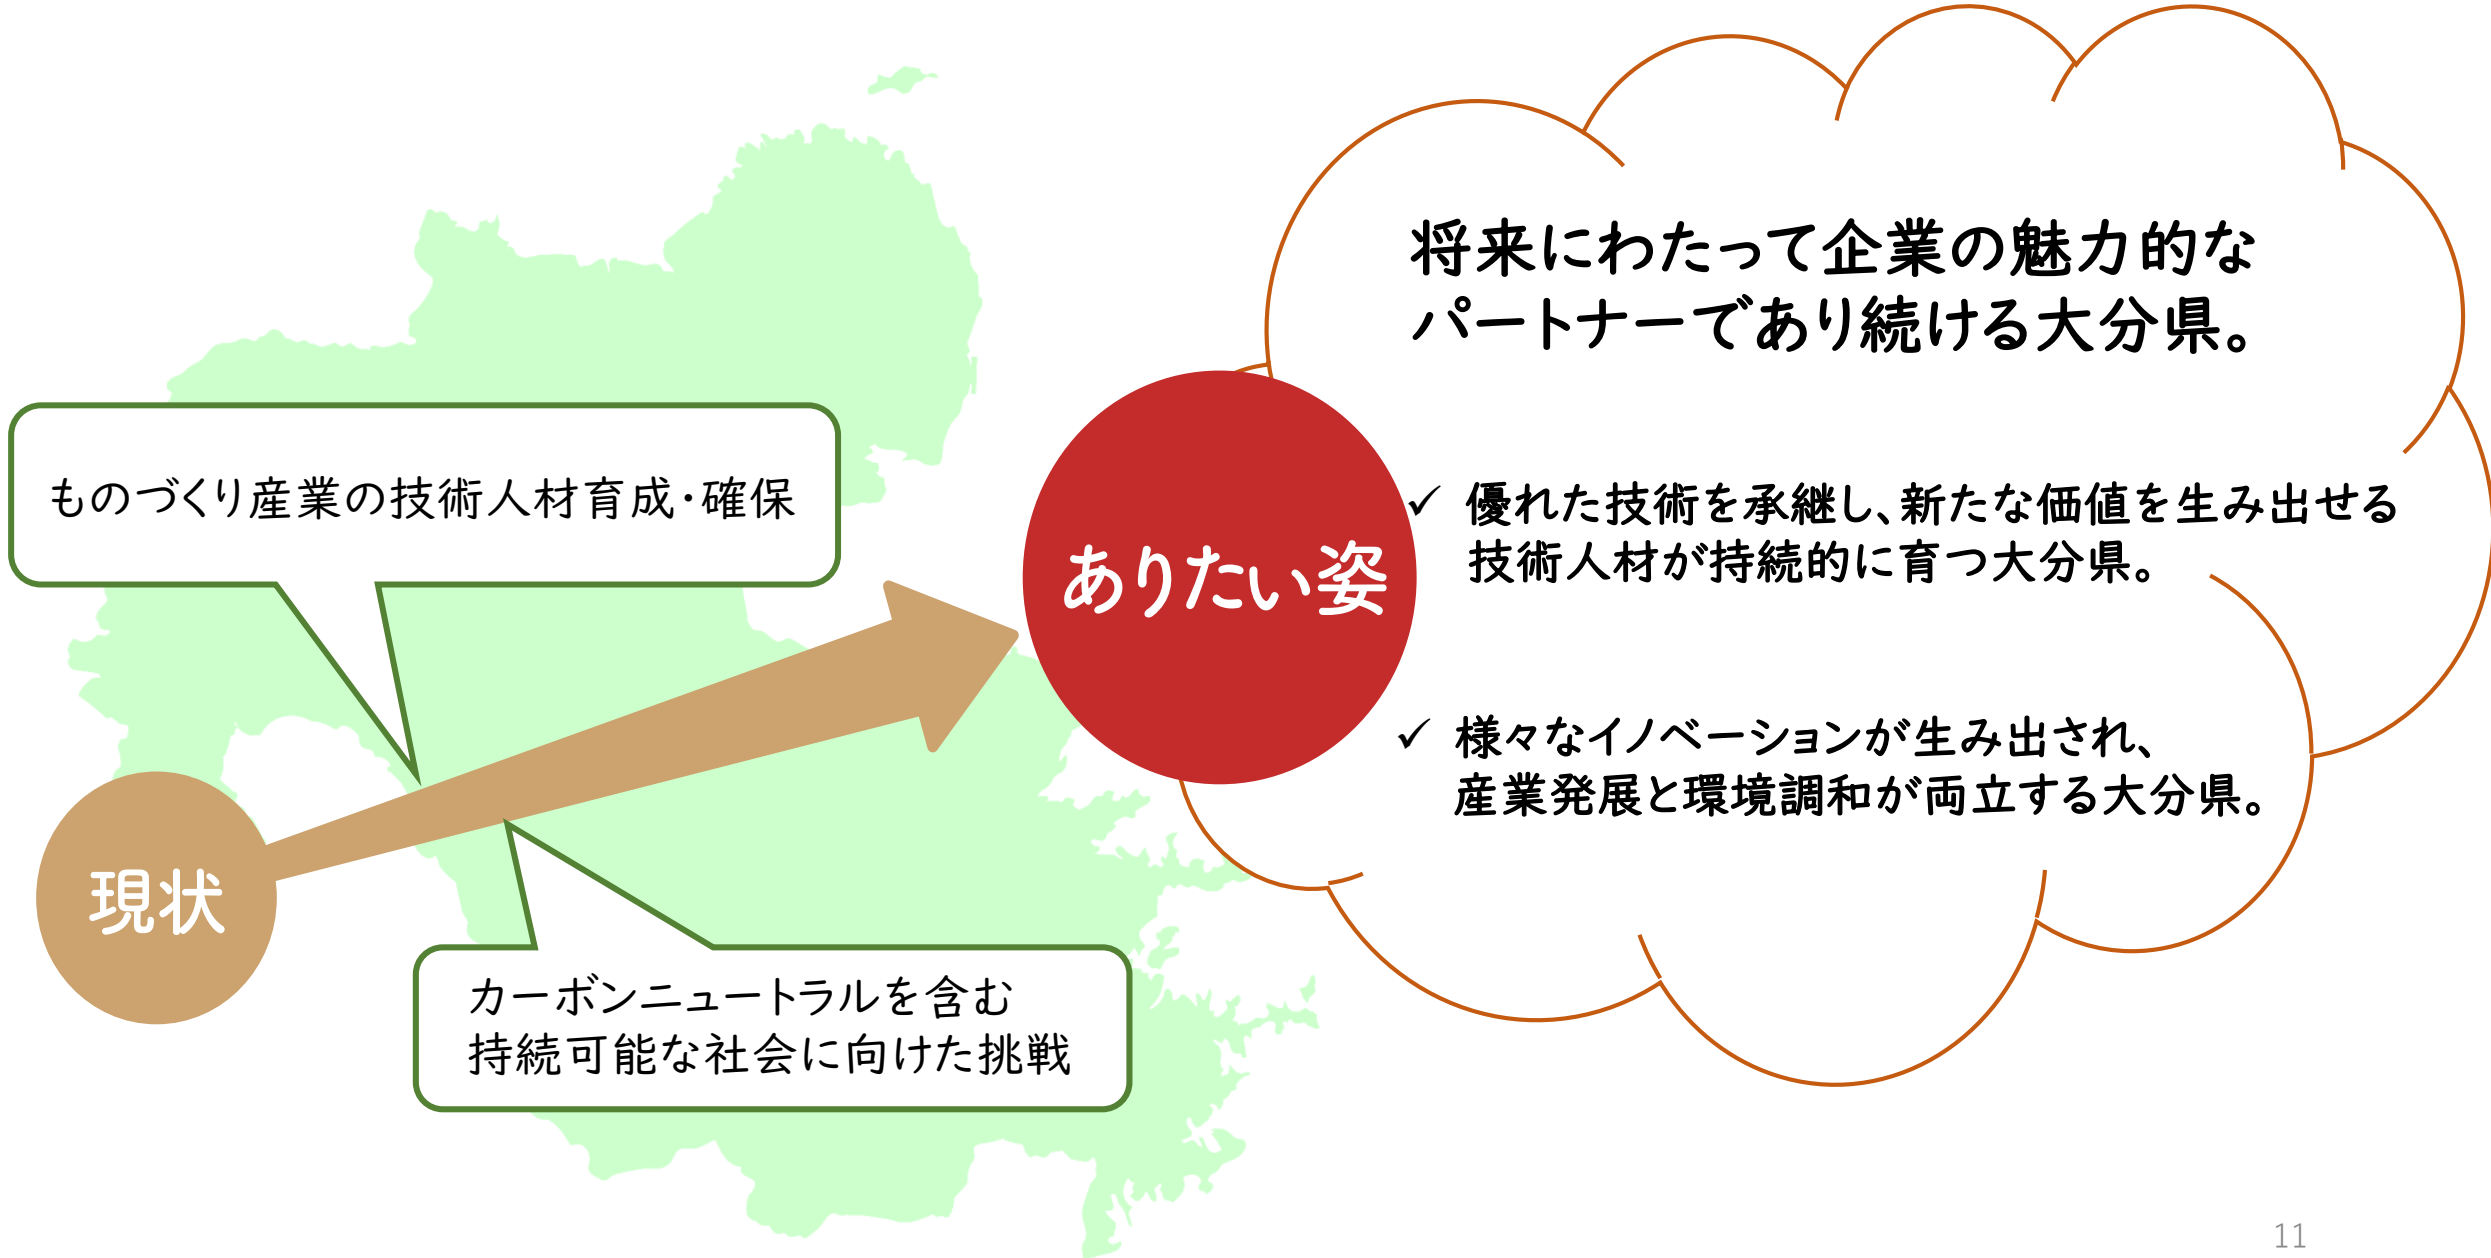 将来にわたって企業の魅力的な
パートナーであり続ける大分県。
ものづくり産業の技術人材育成・確保
ありたい姿
✓ 優れた技術を承継し、新たな価値を生み出せる
技術人材が持続的に育つ大分県。
✓ 様々なイノベーションが生み出され、
産業発展と環境調和が両立する大分県。
現状
カーボンニュートラルを含む
持続可能な社会に向けた挑戦
11